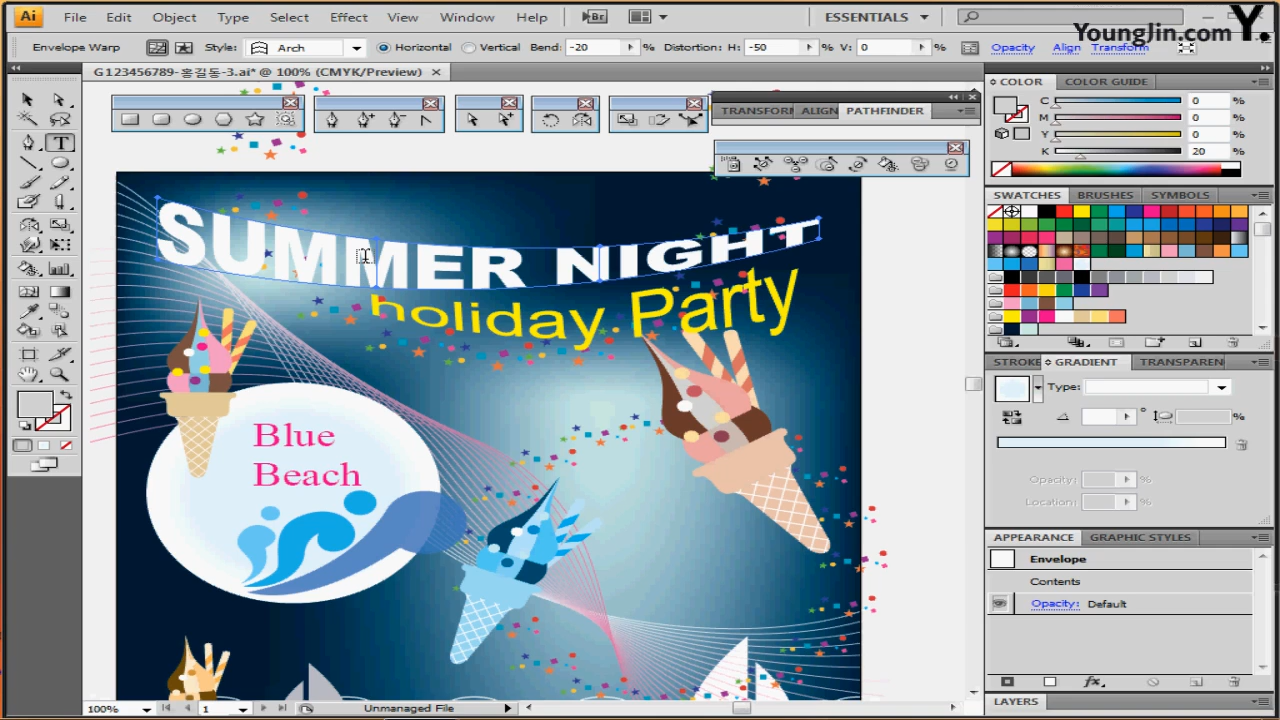 Ai File Edit Object Type Select Effect View Window Help Br ESSENTIALS
YoungJin.com Y.
Envelope Warp Style: Arch Horizontal Vertical Bend: -20 % Distortion: H: -50 % V: 0 % Opacity Align Transform
G123456789-홍길동-3.ai* @ 100% (CMYK/Preview) ×
COLOR COLOR GUIDE
TRANSFORM ALIGN PATHFINDER
C 0 %
M 0 %
Y 0 %
K 20 %
SWATCHES BRUSHES SYMBOLS
SUMMER NIGHT
holiday Party
STROKE GRADIENT TRANSPAREN
Type:
° %
Blue
Beach
Opacity: %
Location: %
APPEARANCE GRAPHIC STYLES
Envelope
Contents
Opacity: Default
fx
LAYERS
100% 1 Unmanaged File